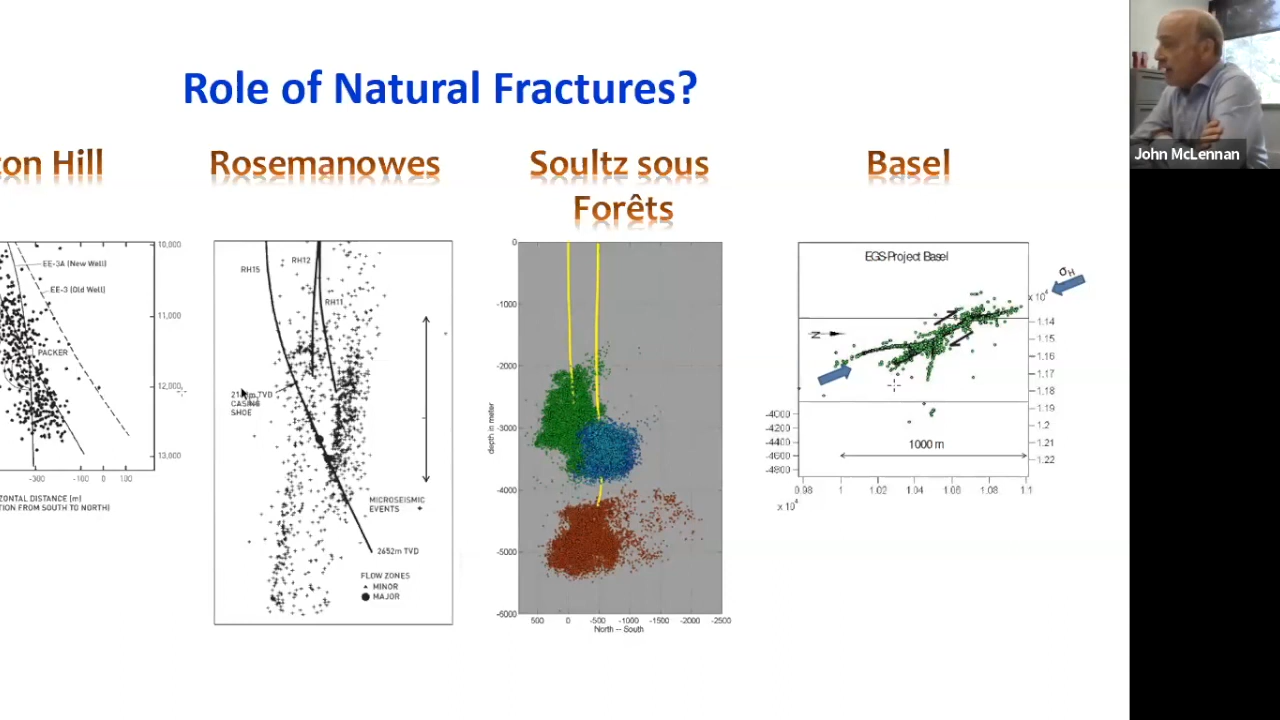 Role of Natural Fractures?
ton Hill
Rosemanowes
Soultz sous
Forêts
Basel
John McLennan
10,000
EE-3A (New Well)
EE-3 (Old Well)
11,000
PACKER
12,000
13,000
-300 -100 0 100
ZONTAL DISTANCE (m)
TION FROM SOUTH TO NORTH)
RH15
RH12
RH11
TVD
CASING
SHOE
MICROSEISMIC
EVENTS +
2652m TVD
FLOW ZONES
MINOR
MAJOR
0
-1000
-2000
-3000
-4000
-5000
-6000
depth in meter
500 0 -500 -1000 -1500 -2000 -2500
North -- South
EGS-Project Basel
σH
x 10⁴
N
1.14
1.15
1.16
1.17
1.18
1.19
1.2
1.21
1.22
-4000
-4200
-4400
-4600
-4800
1000 m
9.98 1 1.02 1.04 1.06 1.08 1.1
x 10⁴